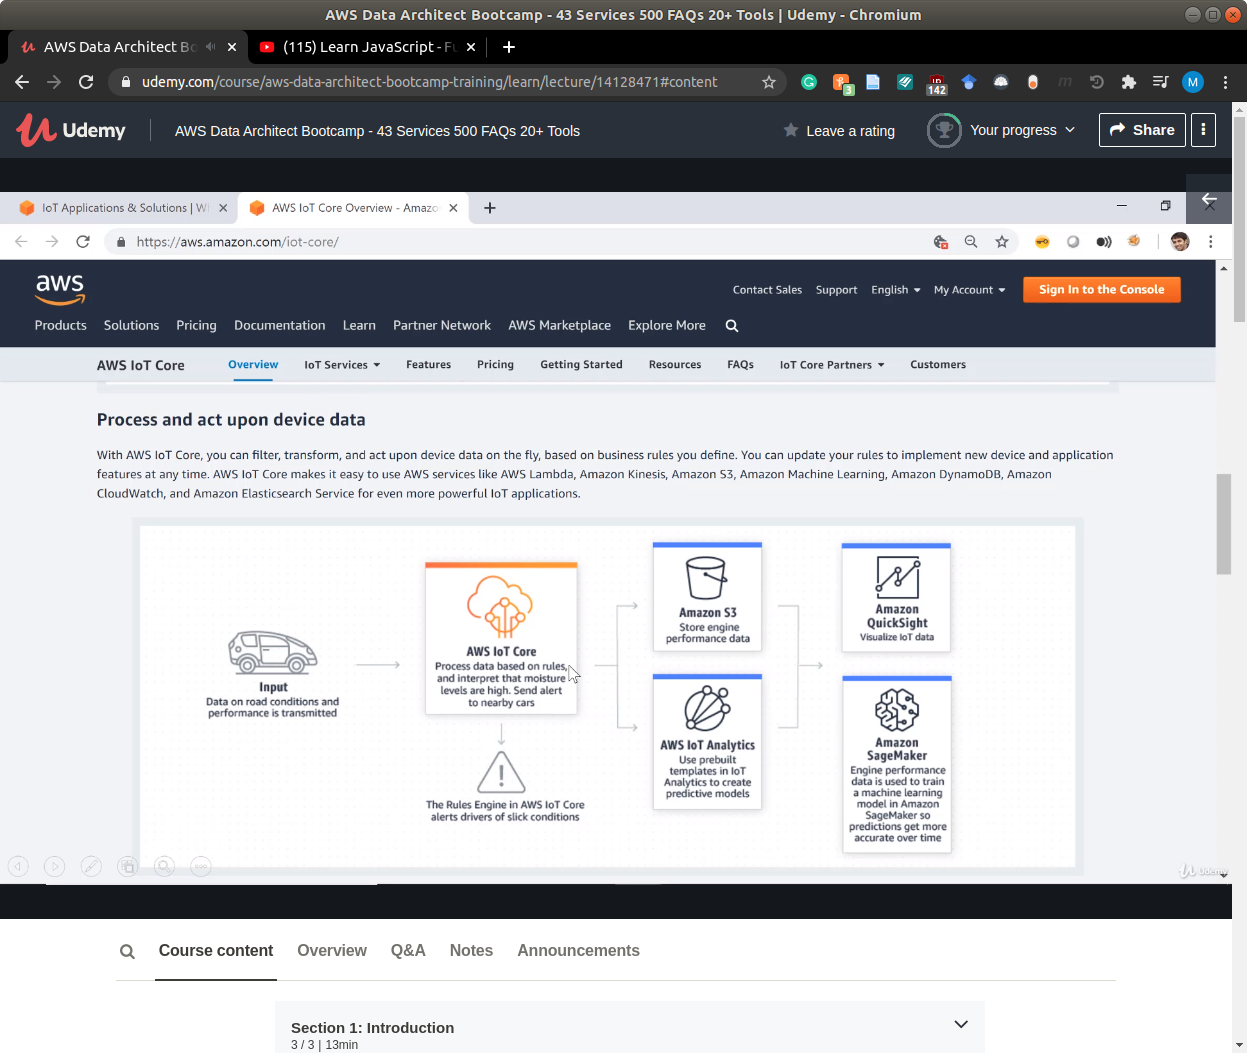 AWS Data Architect Bootcamp - 43 Services 500 FAQs 20+ Tools | Udemy - Chromium
AWS Data Architect Bo
(115) Learn JavaScript - Fu
udemy.com/course/aws-data-architect-bootcamp-training/learn/lecture/14128471#content
3
142
M
Udemy
AWS Data Architect Bootcamp - 43 Services 500 FAQs 20+ Tools
Leave a rating
Your progress
Share
IoT Applications & Solutions | W
AWS IoT Core Overview - Amazo
https://aws.amazon.com/iot-core/
aws
Contact Sales
Support
English
My Account
Sign In to the Console
Products
Solutions
Pricing
Documentation
Learn
Partner Network
AWS Marketplace
Explore More
AWS IoT Core
Overview
IoT Services
Features
Pricing
Getting Started
Resources
FAQs
IoT Core Partners
Customers
Process and act upon device data
With AWS IoT Core, you can filter, transform, and act upon device data on the fly, based on business rules you define. You can update your rules to implement new device and application
features at any time. AWS IoT Core makes it easy to use AWS services like AWS Lambda, Amazon Kinesis, Amazon S3, Amazon Machine Learning, Amazon DynamoDB, Amazon
CloudWatch, and Amazon Elasticsearch Service for even more powerful IoT applications.
Input
Data on road conditions and
performance is transmitted
AWS IoT Core
Process data based on rules,
and interpret that moisture
levels are high. Send alert
to nearby cars
The Rules Engine in AWS IoT Core
alerts drivers of slick conditions
Amazon S3
Store engine
performance data
AWS IoT Analytics
Use prebuilt
templates in IoT
Analytics to create
predictive models
Amazon
QuickSight
Visualize IoT data
Amazon
SageMaker
Engine performance
data is used to train
a machine learning
model in Amazon
SageMaker so
predictions get more
accurate over time
Udemy
Course content
Overview
Q&A
Notes
Announcements
Section 1: Introduction
3 / 3 | 13min